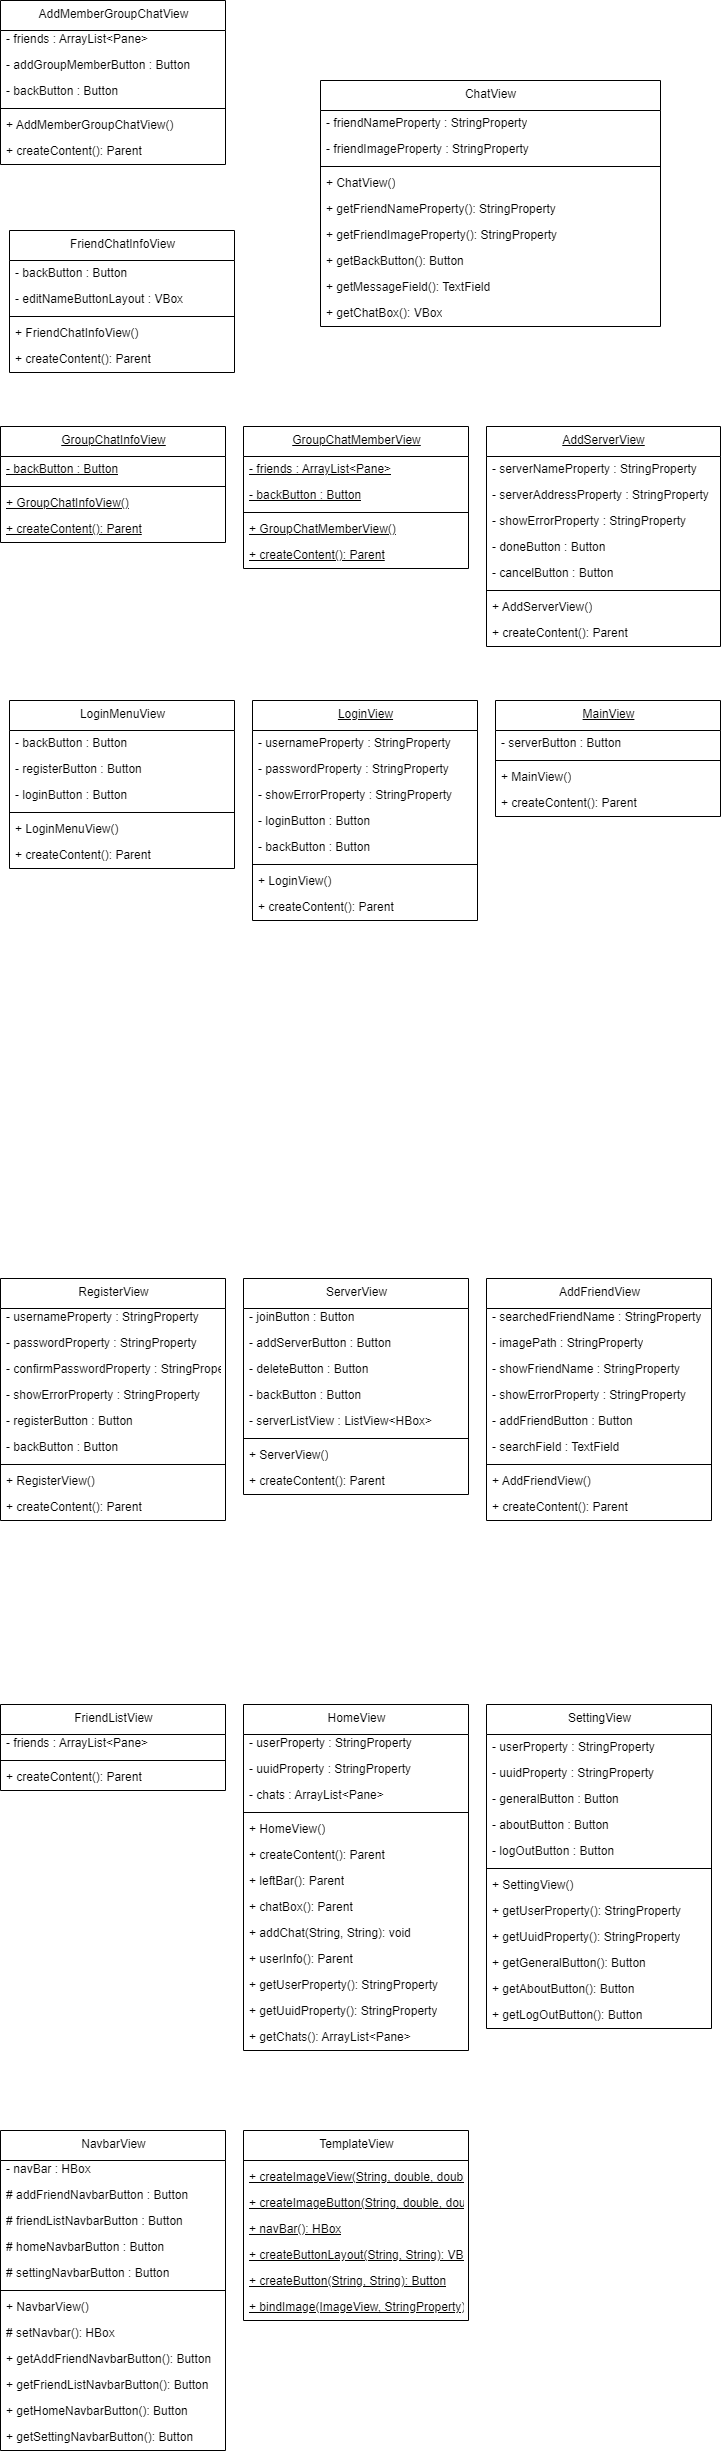 AddMemberGroupChatView
- friends : ArrayList<Pane>
- addGroupMemberButton : Button
- backButton : Button
+ AddMemberGroupChatView()
+ createContent(): Parent
ChatView
- friendNameProperty : StringProperty
- friendImageProperty : StringProperty
+ ChatView()
+ getFriendNameProperty(): StringProperty
+ getFriendImageProperty(): StringProperty
+ getBackButton(): Button
+ getMessageField(): TextField
+ getChatBox(): VBox
FriendChatInfoView
- backButton : Button
- editNameButtonLayout : VBox
+ FriendChatInfoView()
+ createContent(): Parent
GroupChatInfoView
- backButton : Button
+ GroupChatInfoView()
+ createContent(): Parent
GroupChatMemberView
- friends : ArrayList<Pane>
- backButton : Button
+ GroupChatMemberView()
+ createContent(): Parent
AddServerView
- serverNameProperty : StringProperty
- serverAddressProperty : StringProperty
- showErrorProperty : StringProperty
- doneButton : Button
- cancelButton : Button
+ AddServerView()
+ createContent(): Parent
LoginMenuView
- backButton : Button
- registerButton : Button
- loginButton : Button
+ LoginMenuView()
+ createContent(): Parent
LoginView
- usernameProperty : StringProperty
- passwordProperty : StringProperty
- showErrorProperty : StringProperty
- loginButton : Button
- backButton : Button
+ LoginView()
+ createContent(): Parent
MainView
- serverButton : Button
+ MainView()
+ createContent(): Parent
RegisterView
- usernameProperty : StringProperty
- passwordProperty : StringProperty
- confirmPasswordProperty : StringPrope
- showErrorProperty : StringProperty
- registerButton : Button
- backButton : Button
+ RegisterView()
+ createContent(): Parent
ServerView
- joinButton : Button
- addServerButton : Button
- deleteButton : Button
- backButton : Button
- serverListView : ListView<HBox>
+ ServerView()
+ createContent(): Parent
AddFriendView
- searchedFriendName : StringProperty
- imagePath : StringProperty
- showFriendName : StringProperty
- showErrorProperty : StringProperty
- addFriendButton : Button
- searchField : TextField
+ AddFriendView()
+ createContent(): Parent
FriendListView
- friends : ArrayList<Pane>
+ createContent(): Parent
HomeView
- userProperty : StringProperty
- uuidProperty : StringProperty
- chats : ArrayList<Pane>
+ HomeView()
+ createContent(): Parent
+ leftBar(): Parent
+ chatBox(): Parent
+ addChat(String, String): void
+ userInfo(): Parent
+ getUserProperty(): StringProperty
+ getUuidProperty(): StringProperty
+ getChats(): ArrayList<Pane>
SettingView
- userProperty : StringProperty
- uuidProperty : StringProperty
- generalButton : Button
- aboutButton : Button
- logOutButton : Button
+ SettingView()
+ getUserProperty(): StringProperty
+ getUuidProperty(): StringProperty
+ getGeneralButton(): Button
+ getAboutButton(): Button
+ getLogOutButton(): Button
NavbarView
- navBar : HBox
# addFriendNavbarButton : Button
# friendListNavbarButton : Button
# homeNavbarButton : Button
# settingNavbarButton : Button
+ NavbarView()
# setNavbar(): HBox
+ getAddFriendNavbarButton(): Button
+ getFriendListNavbarButton(): Button
+ getHomeNavbarButton(): Button
+ getSettingNavbarButton(): Button
TemplateView
+ createImageView(String, double, doub
+ createImageButton(String, double, dou
+ navBar(): HBox
+ createButtonLayout(String, String): VB
+ createButton(String, String): Button
+ bindImage(ImageView, StringProperty)